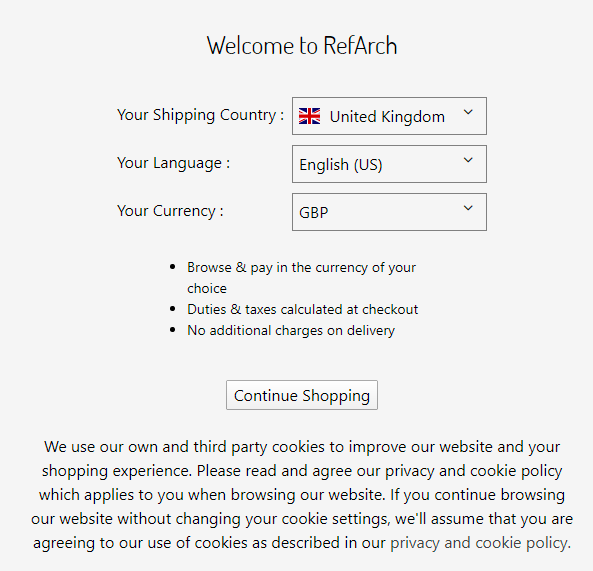 Welcome to RefArch
Your Shipping Country : United Kingdom
Your Language : English (US)
Your Currency : GBP
Browse & pay in the currency of your
choice
Duties & taxes calculated at checkout
No additional charges on delivery
Continue Shopping
We use our own and third party cookies to improve our website and your
shopping experience. Please read and agree our privacy and cookie policy
which applies to you when browsing our website. If you continue browsing
our website without changing your cookie settings, we'll assume that you are
agreeing to our use of cookies as described in our privacy and cookie policy.